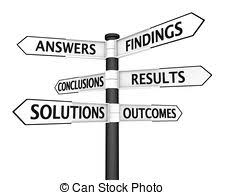 ANSWERS
FINDINGS
CONCLUSIONS
RESULTS
SOLUTIONS
OUTCOMES
© Can Stock Photo